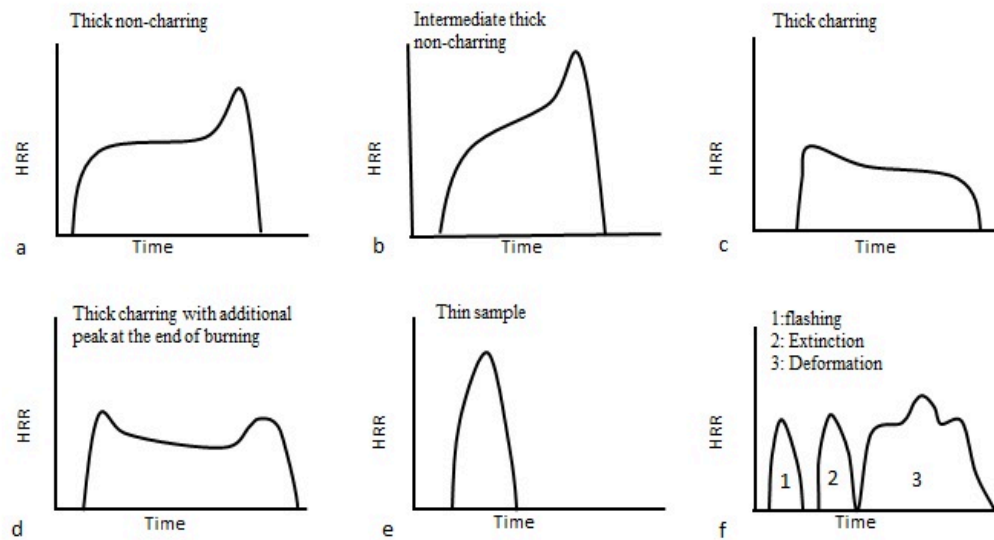 Thick non-charring
HRR
a
Time
Intermediate thick
non-charring
HRR
b
Time
Thick charring
HRR
c
Time
Thick charring with additional
peak at the end of burning
HRR
d
Time
Thin sample
HRR
e
Time
1:flashing
2: Extinction
3: Deformation
HRR
1
2
3
f
Time